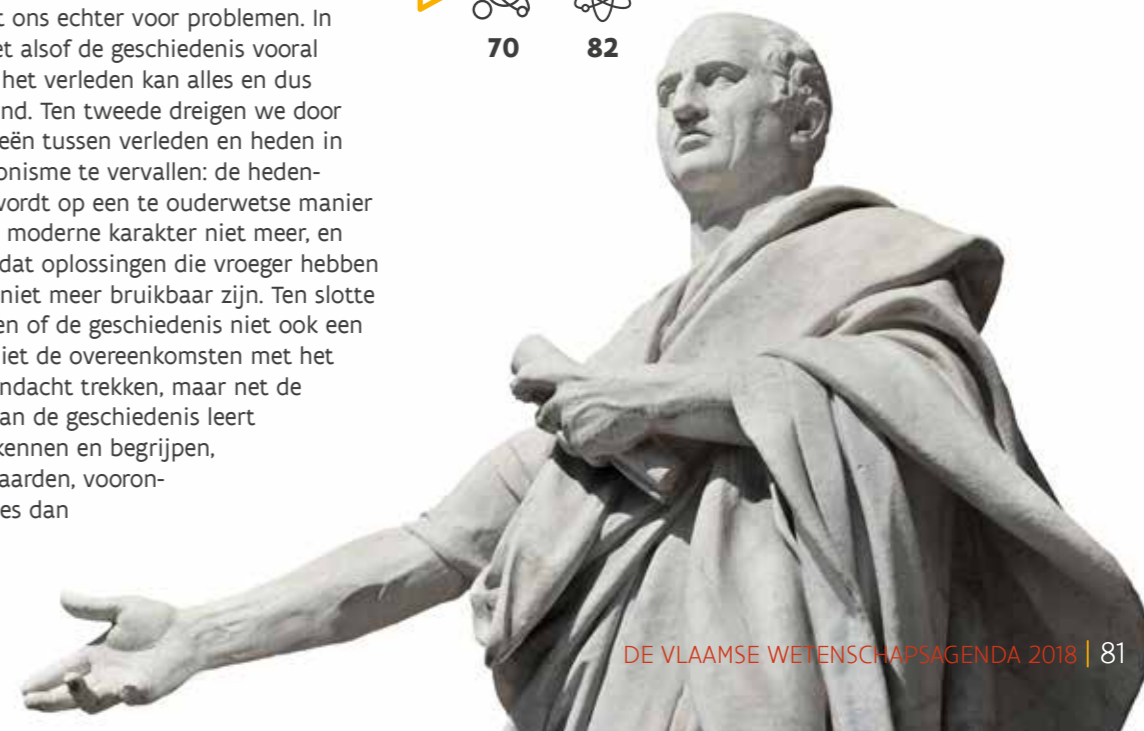 t ons echter voor problemen. In
et alsof de geschiedenis vooral
het verleden kan alles en dus
nd. Ten tweede dreigen we door
eën tussen verleden en heden in
onisme te vervallen: de heden-
wordt op een te ouderwetse manier
moderne karakter niet meer, en
dat oplossingen die vroeger hebben
niet meer bruikbaar zijn. Ten slotte
en of de geschiedenis niet ook een
iet de overeenkomsten met het
ndacht trekken, maar net de
an de geschiedenis leert
kennen en begrijpen,
aarden, vooron-
es dan
70 82
DE VLAAMSE WETENSCHAPSAGENDA 2018 | 81